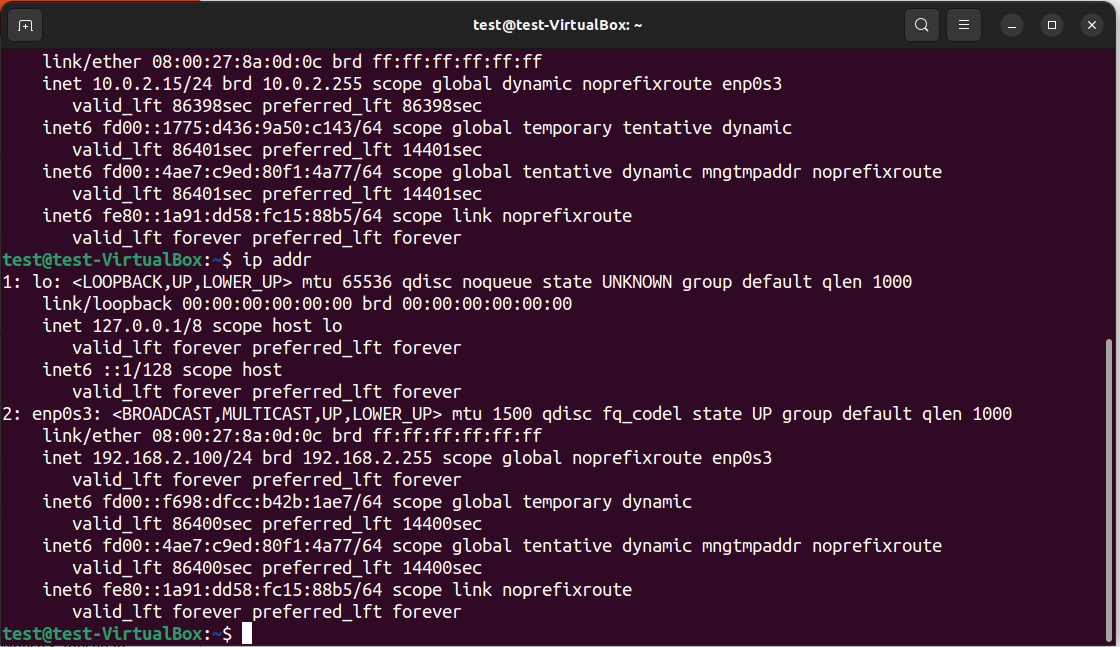 test@test-VirtualBox: ~
link/ether 08:00:27:8a:0d:0c brd ff:ff:ff:ff:ff:ff
inet 10.0.2.15/24 brd 10.0.2.255 scope global dynamic noprefixroute enp0s3
valid_lft 86398sec preferred_lft 86398sec
inet6 fd00::1775:d436:9a50:c143/64 scope global temporary tentative dynamic
valid_lft 86401sec preferred_lft 14401sec
inet6 fd00::4ae7:c9ed:80f1:4a77/64 scope global tentative dynamic mngtmpaddr noprefixroute
valid_lft 86401sec preferred_lft 14401sec
inet6 fe80::1a91:dd58:fc15:88b5/64 scope link noprefixroute
valid_lft forever preferred_lft forever
test@test-VirtualBox:~$ ip addr
1: lo: <LOOPBACK,UP,LOWER_UP> mtu 65536 qdisc noqueue state UNKNOWN group default qlen 1000
link/loopback 00:00:00:00:00:00 brd 00:00:00:00:00:00
inet 127.0.0.1/8 scope host lo
valid_lft forever preferred_lft forever
inet6 ::1/128 scope host
valid_lft forever preferred_lft forever
2: enp0s3: <BROADCAST,MULTICAST,UP,LOWER_UP> mtu 1500 qdisc fq_codel state UP group default qlen 1000
link/ether 08:00:27:8a:0d:0c brd ff:ff:ff:ff:ff:ff
inet 192.168.2.100/24 brd 192.168.2.255 scope global noprefixroute enp0s3
valid_lft forever preferred_lft forever
inet6 fd00::f698:dfcc:b42b:1ae7/64 scope global temporary dynamic
valid_lft 86400sec preferred_lft 14400sec
inet6 fd00::4ae7:c9ed:80f1:4a77/64 scope global tentative dynamic mngtmpaddr noprefixroute
valid_lft 86400sec preferred_lft 14400sec
inet6 fe80::1a91:dd58:fc15:88b5/64 scope link noprefixroute
valid_lft forever preferred_lft forever
test@test-VirtualBox:~$